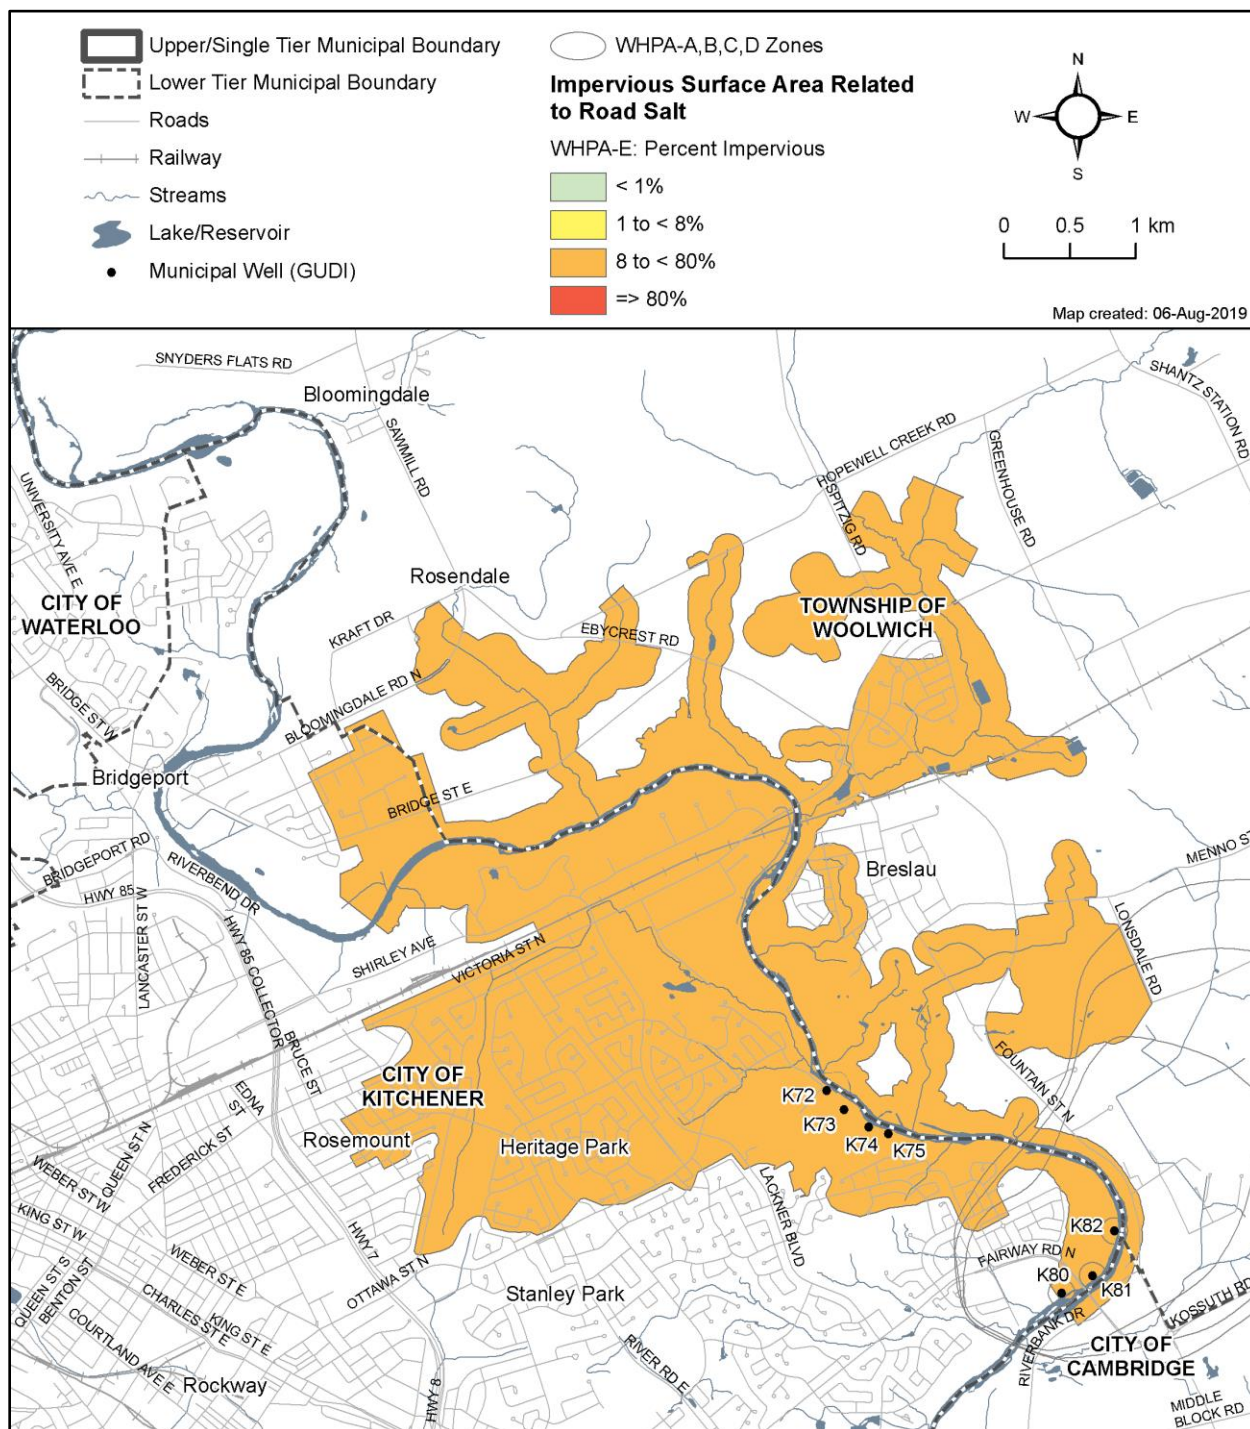 Upper/Single Tier Municipal Boundary
Lower Tier Municipal Boundary
Roads
Railway
Streams
Lake/Reservoir
Municipal Well (GUDI)
WHPA-A,B,C,D Zones
Impervious Surface Area Related
to Road Salt
WHPA-E: Percent Impervious
< 1%
1 to < 8%
8 to < 80%
=> 80%
N
W
E
S
0
0.5
1 km
Map created: 06-Aug-2019
SNYDERS FLATS RD
Bloomingdale
SAWMILL RD
SHANTZ STATION RD
HOPEWELL CREEK RD
GREENHOUSE RD
SPITZIG RD
UNIVERSITY AVE E
CITY OF
WATERLOO
Rosendale
KRAFT DR
EBYCREST RD
TOWNSHIP OF
WOOLWICH
BLOOMINGDALE RD N
BRIDGE ST W
Bridgeport
BRIDGE ST E
BRIDGEPORT RD
RIVERBEND DR
HWY 85
LANCASTER ST W
HWY 85 COLLECTOR
SHIRLEY AVE
VICTORIA ST N
Breslau
MENNO ST
LONSDALE RD
FOUNTAIN ST N
BRUCE ST
CITY OF
KITCHENER
EDNA
ST
Rosemount
Heritage Park
FREDERICK ST
QUEEN ST N
WEBER ST W
KING ST W
K72
K73
K74
K75
LACKNER BLVD
HWY 7
OTTAWA ST N
WEBER ST E
QUEEN ST S
BENTON ST
CHARLES ST E
KING ST E
COURTLAND AVE E
Stanley Park
FAIRWAY RD N
K82
K80
K81
KOSSUTH RD
RIVERBANK DR
CITY OF
CAMBRIDGE
RIVER RD E
Rockway
HWY 8
MIDDLE
BLOCK RD